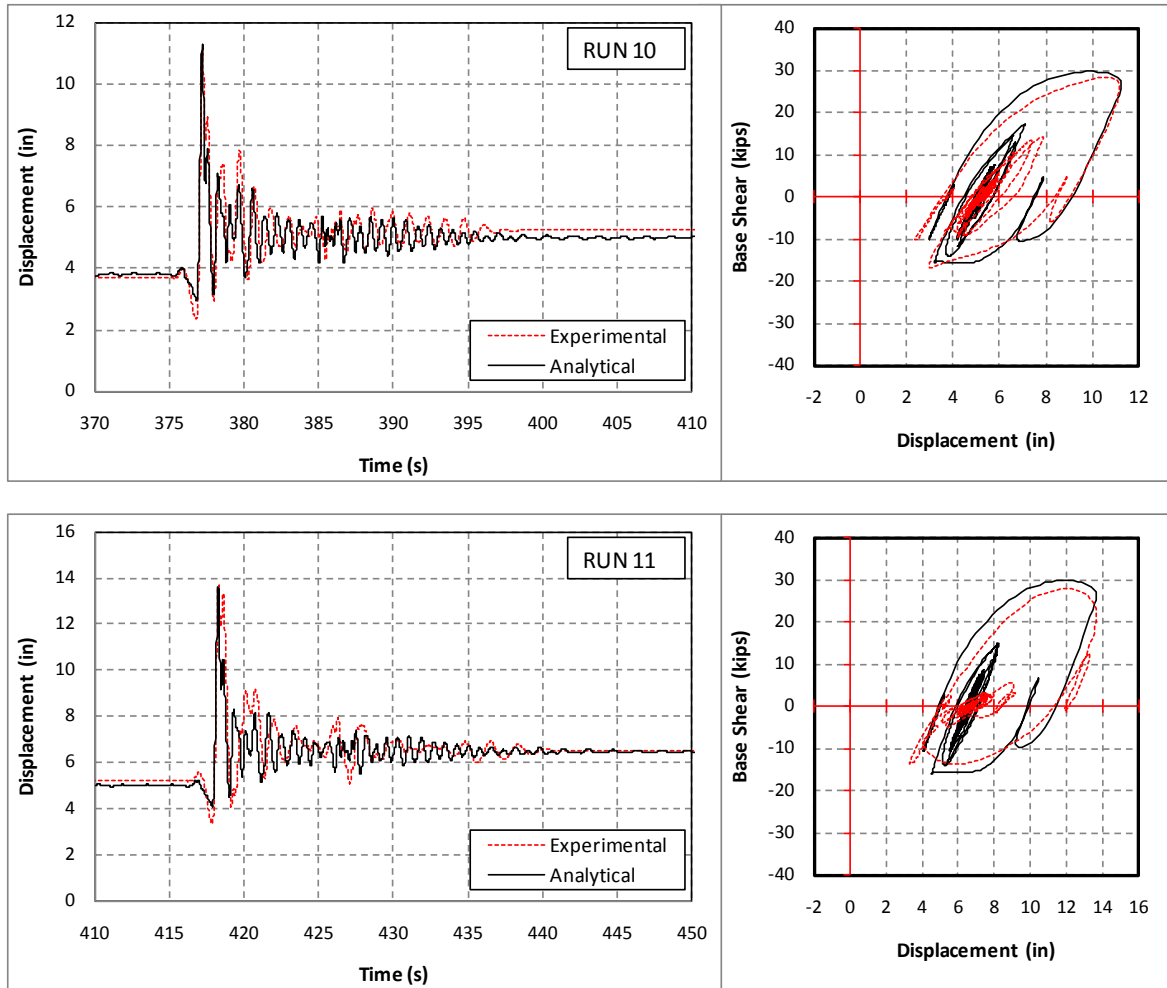 RUN 10
12
10
8
6
4
2
0
Displacement (in)
Experimental
Analytical
370 375 380 385 390 395 400 405 410
Time (s)
40
30
20
10
0
-10
-20
-30
-40
Base Shear (kips)
-2 0 2 4 6 8 10 12
Displacement (in)
RUN 11
16
14
12
10
8
6
4
2
0
Displacement (in)
Experimental
Analytical
410 415 420 425 430 435 440 445 450
Time (s)
40
30
20
10
0
-10
-20
-30
-40
Base Shear (kips)
-2 0 2 4 6 8 10 12 14 16
Displacement (in)